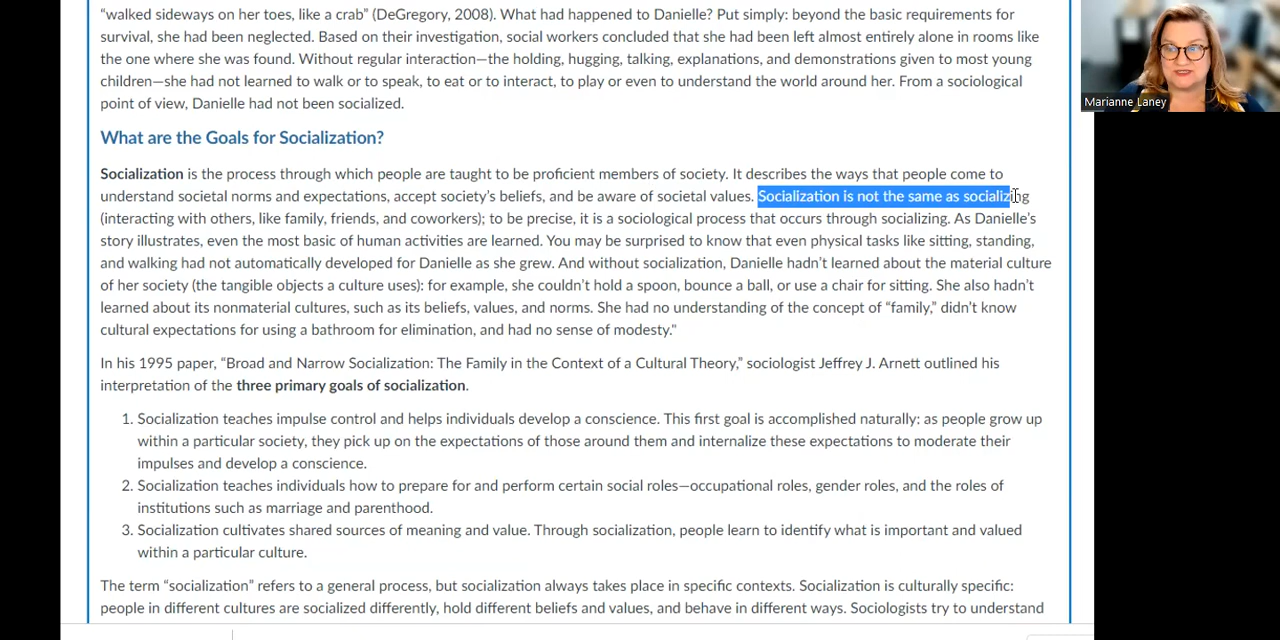 “walked sideways on her toes, like a crab” (DeGregory, 2008). What had happened to Danielle? Put simply: beyond the basic requirements for
survival, she had been neglected. Based on their investigation, social workers concluded that she had been left almost entirely alone in rooms like
the one where she was found. Without regular interaction—the holding, hugging, talking, explanations, and demonstrations given to most young
children—she had not learned to walk or to speak, to eat or to interact, to play or even to understand the world around her. From a sociological
point of view, Danielle had not been socialized.
What are the Goals for Socialization?
Socialization is the process through which people are taught to be proficient members of society. It describes the ways that people come to
understand societal norms and expectations, accept society’s beliefs, and be aware of societal values. Socialization is not the same as socializing
(interacting with others, like family, friends, and coworkers); to be precise, it is a sociological process that occurs through socializing. As Danielle’s
story illustrates, even the most basic of human activities are learned. You may be surprised to know that even physical tasks like sitting, standing,
and walking had not automatically developed for Danielle as she grew. And without socialization, Danielle hadn’t learned about the material culture
of her society (the tangible objects a culture uses): for example, she couldn’t hold a spoon, bounce a ball, or use a chair for sitting. She also hadn’t
learned about its nonmaterial cultures, such as its beliefs, values, and norms. She had no understanding of the concept of “family,” didn’t know
cultural expectations for using a bathroom for elimination, and had no sense of modesty.”
In his 1995 paper, “Broad and Narrow Socialization: The Family in the Context of a Cultural Theory,” sociologist Jeffrey J. Arnett outlined his
interpretation of the three primary goals of socialization.
1. Socialization teaches impulse control and helps individuals develop a conscience. This first goal is accomplished naturally: as people grow up
within a particular society, they pick up on the expectations of those around them and internalize these expectations to moderate their
impulses and develop a conscience.
2. Socialization teaches individuals how to prepare for and perform certain social roles—occupational roles, gender roles, and the roles of
institutions such as marriage and parenthood.
3. Socialization cultivates shared sources of meaning and value. Through socialization, people learn to identify what is important and valued
within a particular culture.
The term “socialization” refers to a general process, but socialization always takes place in specific contexts. Socialization is culturally specific:
people in different cultures are socialized differently, hold different beliefs and values, and behave in different ways. Sociologists try to understand
Marianne Laney